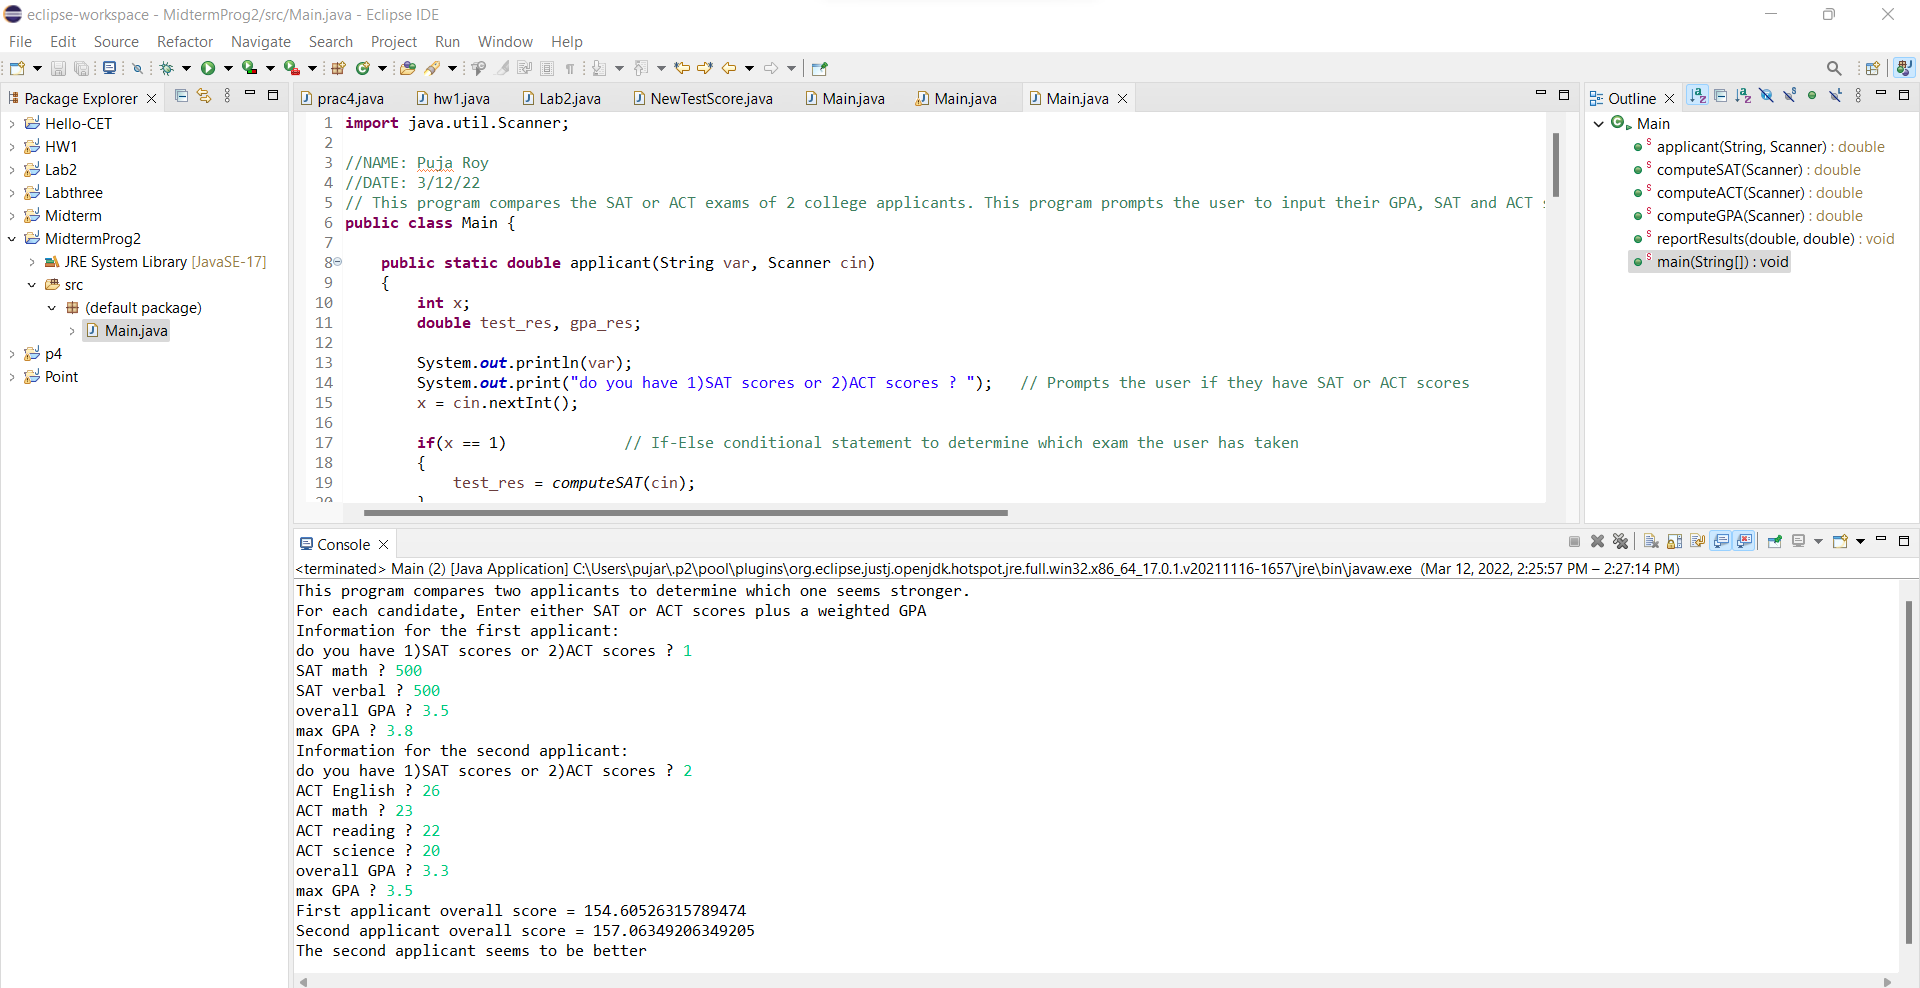 eclipse-workspace - MidtermProg2/src/Main.java - Eclipse IDE
File Edit Source Refactor Navigate Search Project Run Window Help
Package Explorer
Hello-CET
HW1
Lab2
Labthree
Midterm
MidtermProg2
JRE System Library [JavaSE-17]
src
(default package)
Main.java
p4
Point
prac4.java hw1.java Lab2.java NewTestScore.java Main.java Main.java Main.java
1 import java.util.Scanner;
2
3 //NAME: Puja Roy
4 //DATE: 3/12/22
5 // This program compares the SAT or ACT exams of 2 college applicants. This program prompts the user to input their GPA, SAT and ACT
6 public class Main {
7
8 public static double applicant(String var, Scanner cin)
9 {
10 int x;
11 double test_res, gpa_res;
12
13 System.out.println(var);
14 System.out.print("do you have 1)SAT scores or 2)ACT scores ? "); // Prompts the user if they have SAT or ACT scores
15 x = cin.nextInt();
16
17 if(x == 1) // If-Else conditional statement to determine which exam the user has taken
18 {
19 test_res = computeSAT(cin);
20 }
Outline
Main
applicant(String, Scanner) : double
computeSAT(Scanner) : double
computeACT(Scanner) : double
computeGPA(Scanner) : double
reportResults(double, double) : void
main(String[]) : void
Console
<terminated> Main (2) [Java Application] C:\Users\pujar\.p2\pool\plugins\org.eclipse.justj.openjdk.hotspot.jre.full.win32.x86_64_17.0.1.v20211116-1657\jre\bin\javaw.exe (Mar 12, 2022, 2:25:57 PM – 2:27:14 PM)
This program compares two applicants to determine which one seems stronger.
For each candidate, Enter either SAT or ACT scores plus a weighted GPA
Information for the first applicant:
do you have 1)SAT scores or 2)ACT scores ? 1
SAT math ? 500
SAT verbal ? 500
overall GPA ? 3.5
max GPA ? 3.8
Information for the second applicant:
do you have 1)SAT scores or 2)ACT scores ? 2
ACT English ? 26
ACT math ? 23
ACT reading ? 22
ACT science ? 20
overall GPA ? 3.3
max GPA ? 3.5
First applicant overall score = 154.60526315789474
Second applicant overall score = 157.06349206349205
The second applicant seems to be better